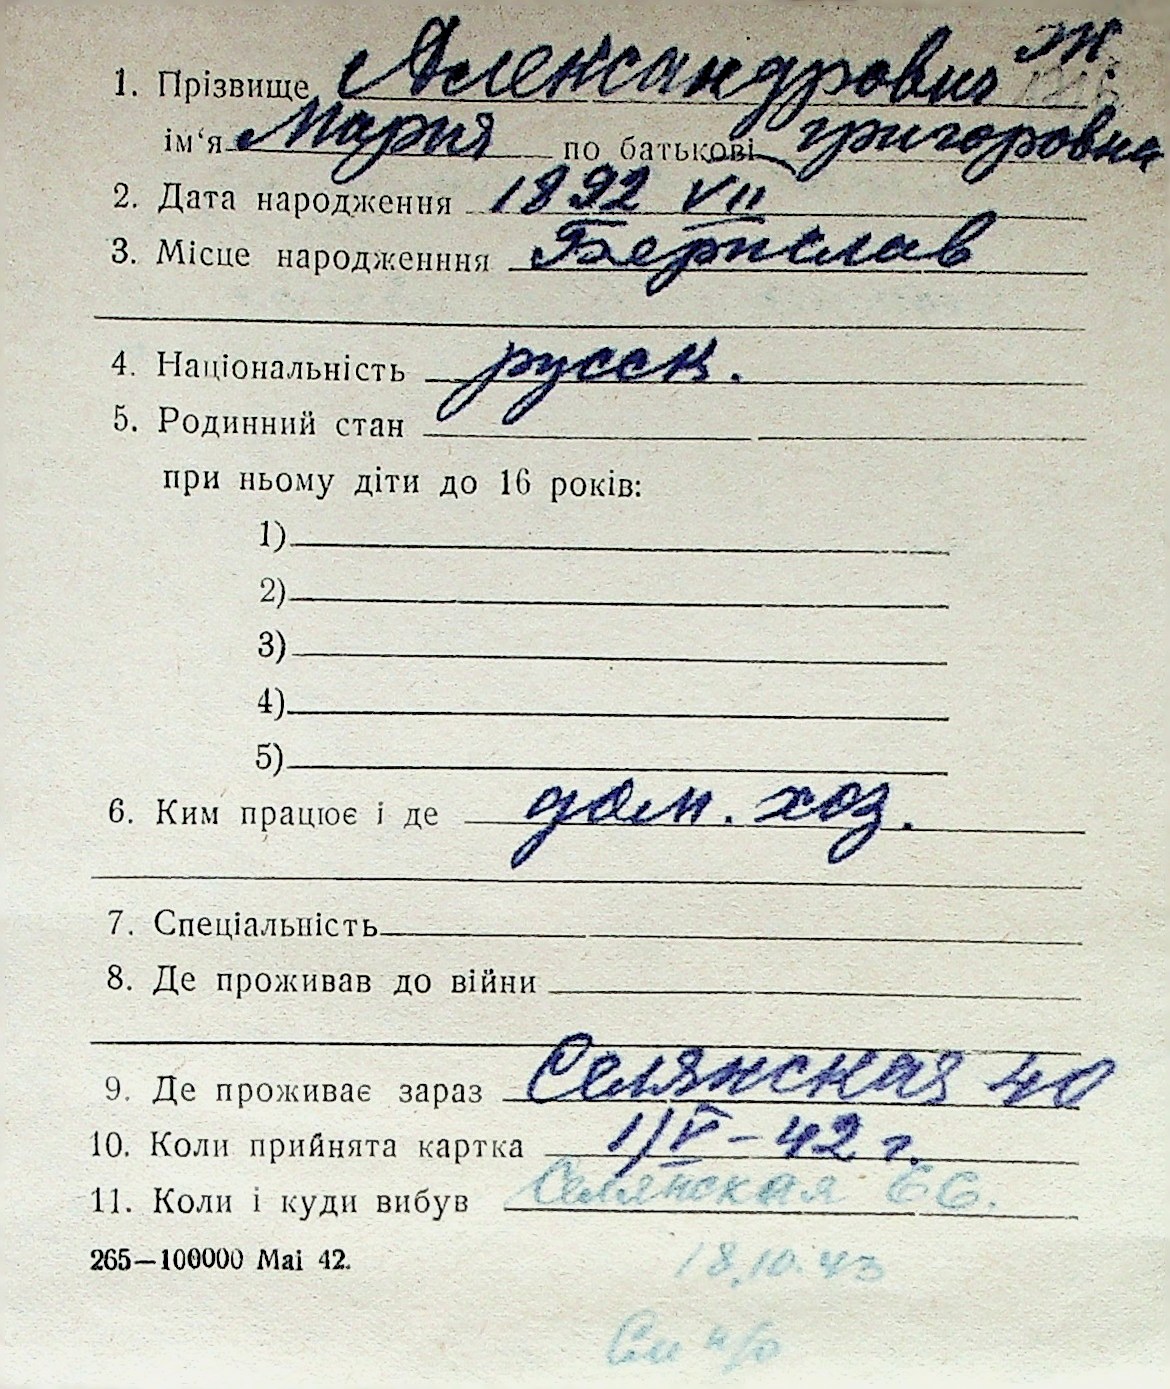 1. Прізвище Александрович Ж.
ім‘я Мария по батькові Григоровна
2. Дата народження 1892 VII
3. Місце народженння Берислав
4. Національність русск.
5. Родинний стан
при ньому діти до 16 років:
1)
2)
3)
4)
5)
6. Ким працює і де дом. хоз.
7. Спеціальність
8. Де проживав до війни
9. Де проживає зараз Селянская 40
10. Коли прийнята картка 1/V – 42 г.
11. Коли і куди вибув Селянская 66.
265—100000 Mai 42.
18.10.43